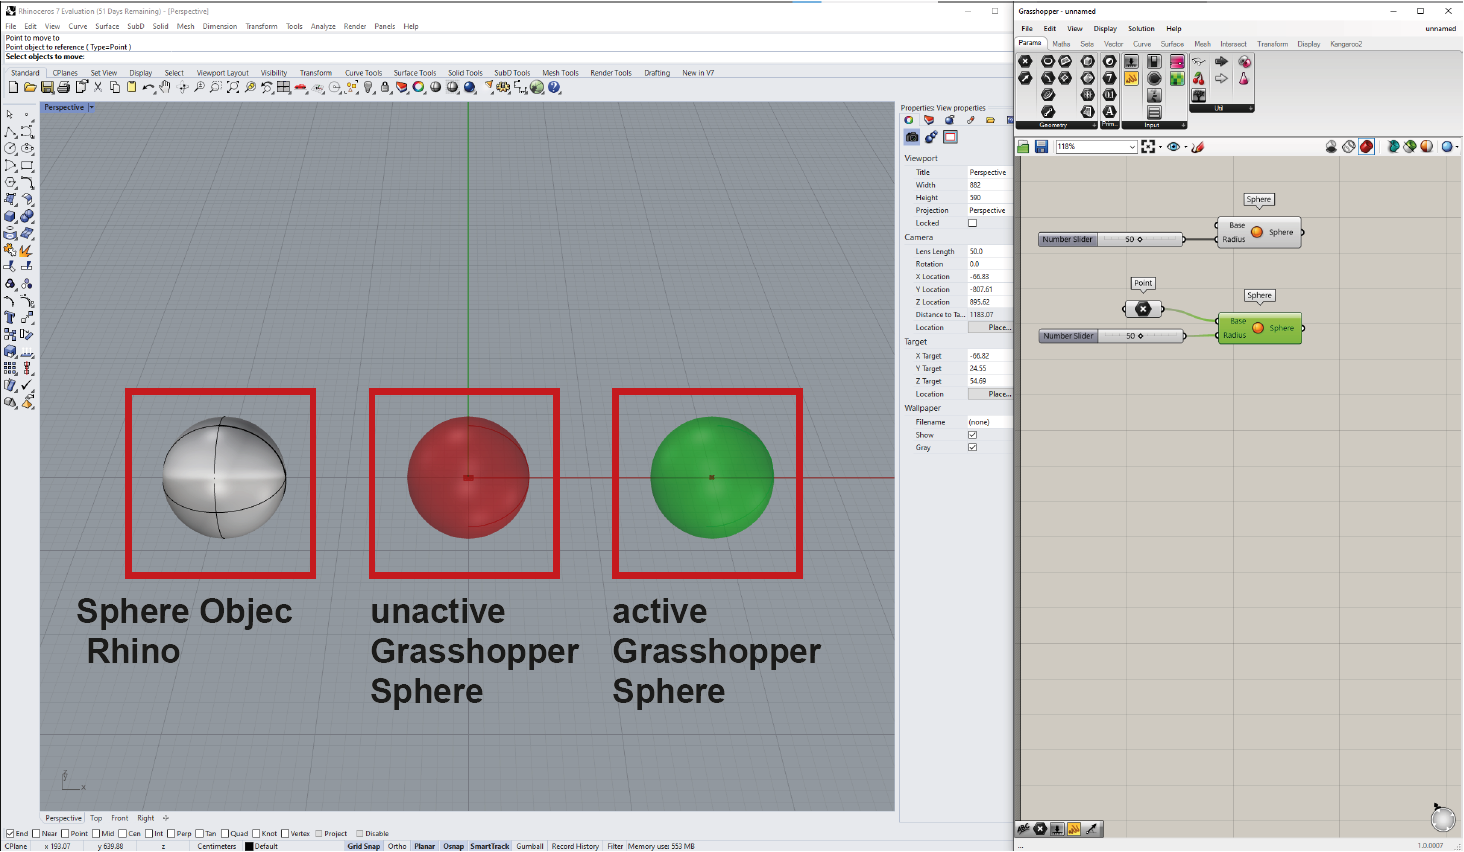 Rhinoceros 7 Evaluation (51 Days Remaining) - [Perspective]
File Edit View Curve Surface SubD Solid Mesh Dimension Transform Tools Analyze Render Panels Help
Point to move to
Point object to reference ( Type=Point )
Select objects to move:
Standard CPlanes Set View Display Select Viewport Layout Visibility Transform Curve Tools Surface Tools Solid Tools SubD Tools Mesh Tools Render Tools Drafting New in V7
Perspective
Sphere Objec
Rhino
unactive
Grasshopper
Sphere
active
Grasshopper
Sphere
y
x
Perspective Top Front Right
End Near Point Mid Cen Int Perp Tan Quad Knot Vertex Project Disable
CPlane x 193.07 y 639.88 z Centimeters Default Grid Snap Ortho Planar Osnap SmartTrack Gumball Record History Filter Memory use: 553 MB
Properties: View properties
Viewport
Title Perspective
Width 882
Height 590
Projection Perspective
Locked
Camera
Lens Length 50.0
Rotation 0.0
X Location -66.83
Y Location -807.61
Z Location 895.62
Distance to Ta... 1183.07
Location Place...
Target
X Target -66.82
Y Target 24.55
Z Target 54.69
Location Place...
Wallpaper
Filename (none)
Show
Gray
Grasshopper - unnamed
File Edit View Display Solution Help unnamed
Params Maths Sets Vector Curve Surface Mesh Intersect Transform Display Kangaroo2
Geometry Prim... Input Util
118%
Sphere
Number Slider 50
Base
Radius
Sphere
Point
Sphere
Number Slider 50
Base
Radius
Sphere
...
1.0.0007